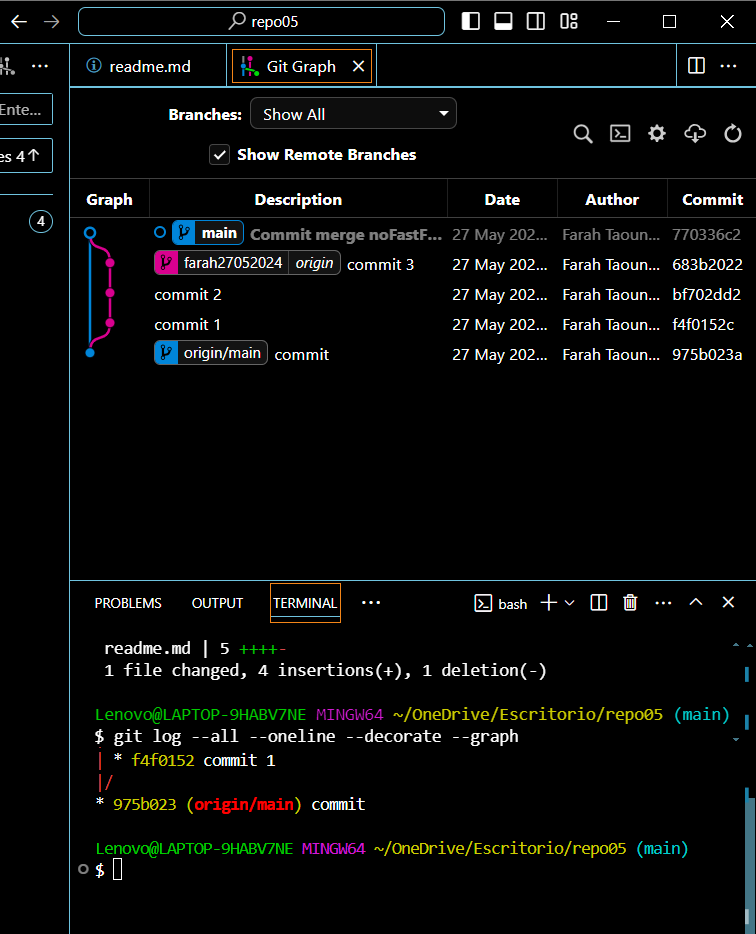 repo05
readme.md
Git Graph
Ente...
es 4↑
4
Branches: Show All
Show Remote Branches
Graph Description Date Author Commit
main Commit merge noFastF... 27 May 202... Farah Taoun... 770336c2
farah27052024 origin commit 3 27 May 202... Farah Taoun... 683b2022
commit 2 27 May 202... Farah Taoun... bf702dd2
commit 1 27 May 202... Farah Taoun... f4f0152c
origin/main commit 27 May 202... Farah Taoun... 975b023a
PROBLEMS OUTPUT TERMINAL ... bash
readme.md | 5 ++++-
1 file changed, 4 insertions(+), 1 deletion(-)
Lenovo@LAPTOP-9HABV7NE MINGW64 ~/OneDrive/Escritorio/repo05 (main)
$ git log --all --oneline --decorate --graph
| * f4f0152 commit 1
|/
* 975b023 (origin/main) commit
Lenovo@LAPTOP-9HABV7NE MINGW64 ~/OneDrive/Escritorio/repo05 (main)
$